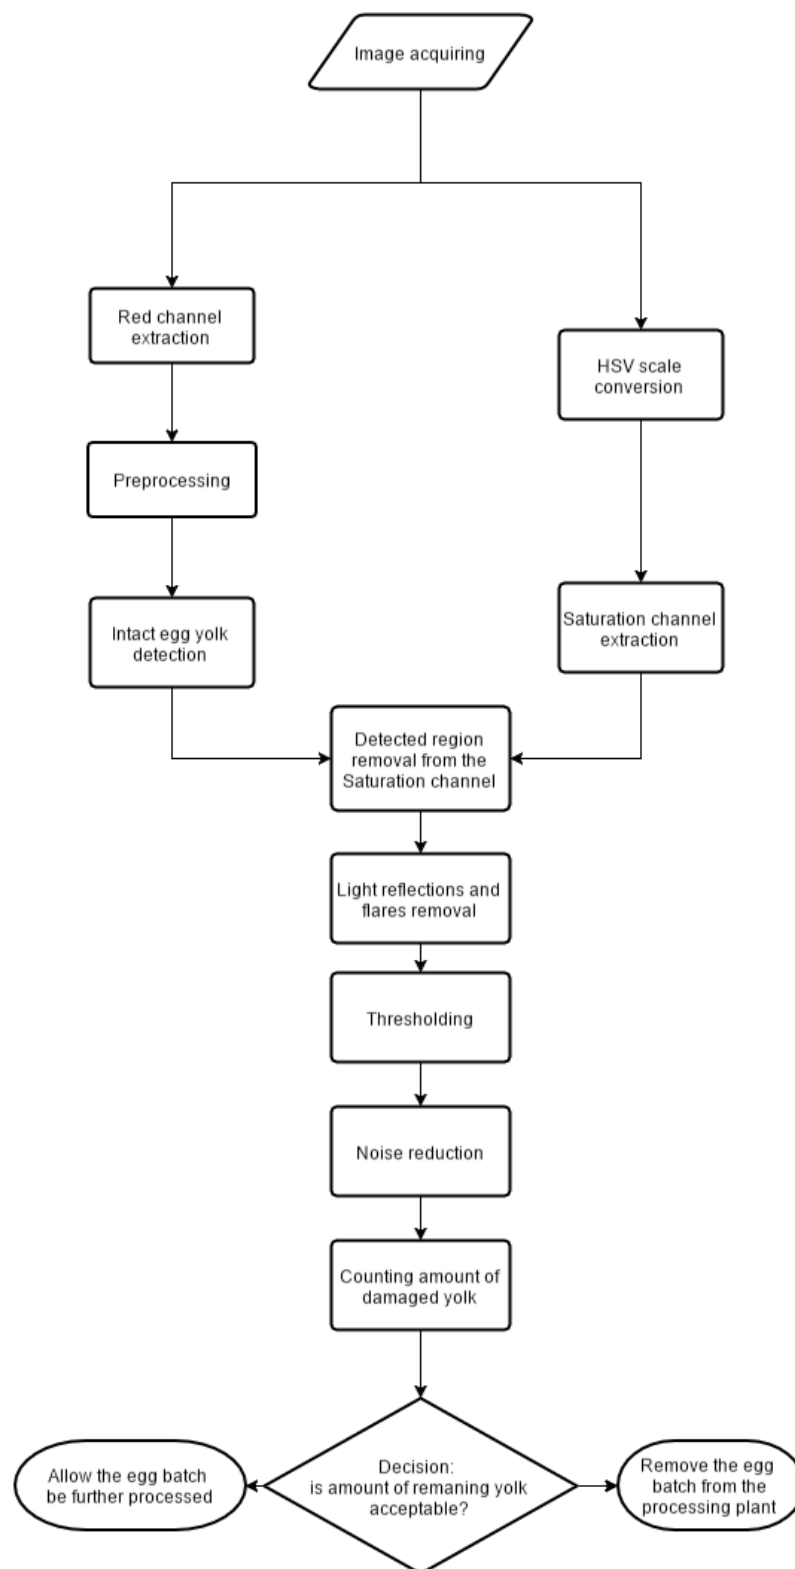 Image acquiring
Red channel
extraction
HSV scale
conversion
Preprocessing
Intact egg yolk
detection
Saturation channel
extraction
Detected region
removal from the
Saturation channel
Light reflections and
flares removal
Thresholding
Noise reduction
Counting amount of
damaged yolk
Allow the egg batch
be further processed
Decision:
is amount of remaning yolk
acceptable?
Remove the egg
batch from the
processing plant